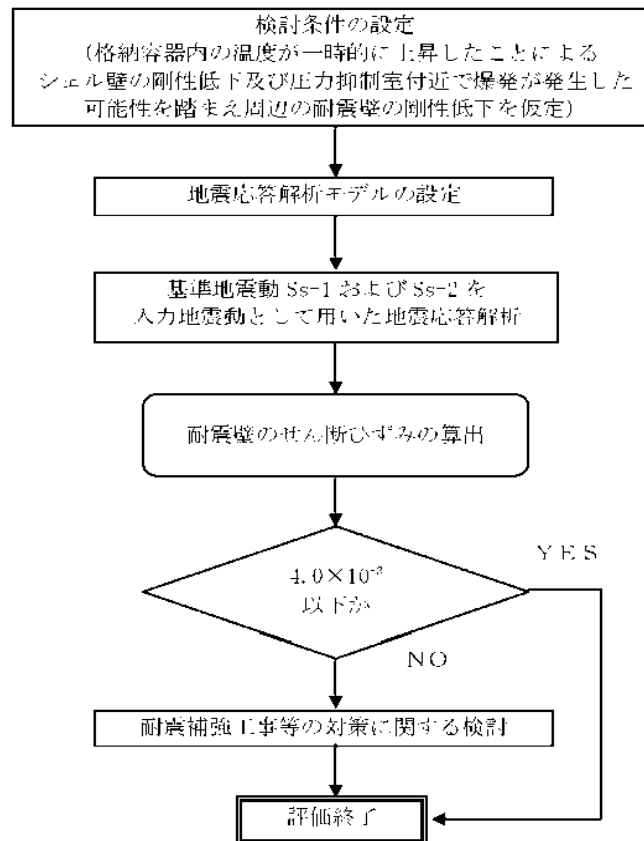 検討条件の設定
(格納容器内の温度が一時的に上昇したことによる
シェル壁の剛性低下及び圧力抑制室付近で爆発が発生した
可能性を踏まえ周辺の耐震壁の剛性低下を仮定)
地震応答解析モデルの設定
基準地震動 Ss-1 および Ss-2 を
入力地震動として用いた地震応答解析
耐震壁のせん断ひずみの算出
4.0×10⁻³
以下か
YES
NO
耐震補強工事等の対策に関する検討
評価終了